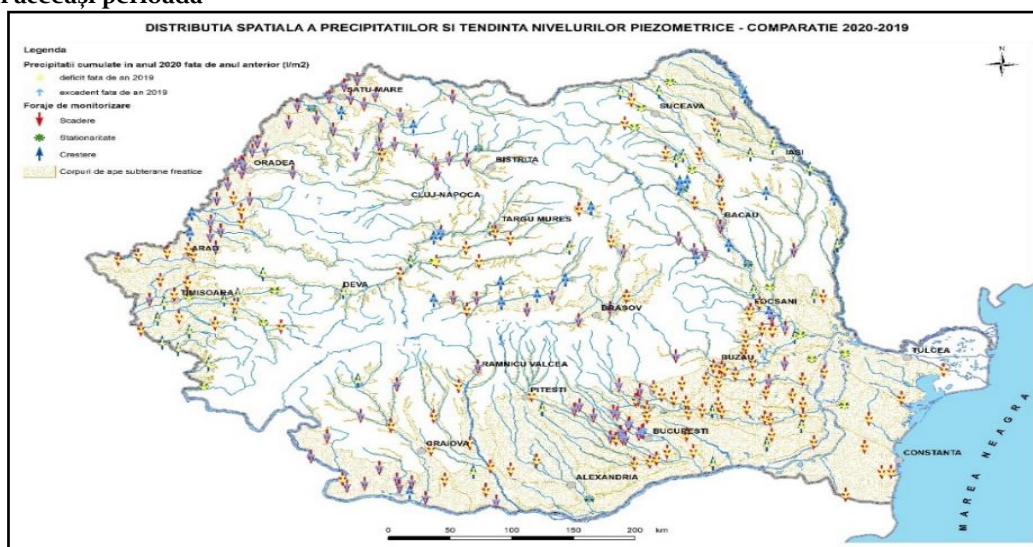 aceeași perioadă
DISTRIBUTIA SPATIALA A PRECIPITATIILOR SI TENDINTA NIVELURILOR PIEZOMETRICE - COMPARATIE 2020-2019
Legenda
Precipitatii cumulate in anul 2020 fata de anul anterior (l/m2)
deficit fata de an 2019
excedent fata de an 2019
Foraje de monitorizare
Scadere
Stationaritate
Crestere
Corpuri de ape subterane freatice
N
SATU-MARE
SUCEAVA
IASI
ORADEA
BISTRITA
CLUJ-NAPOCA
TARGU MURES
BACAU
ARAD
TIMISOARA
DEVA
FOCSANI
BRASOV
TULCEA
BUZAU
RAMNICU VALCEA
PITESTI
BUCURESTI
CRAIOVA
CONSTANTA
ALEXANDRIA
MAREA NEAGRA
0 50 100 150 200 km